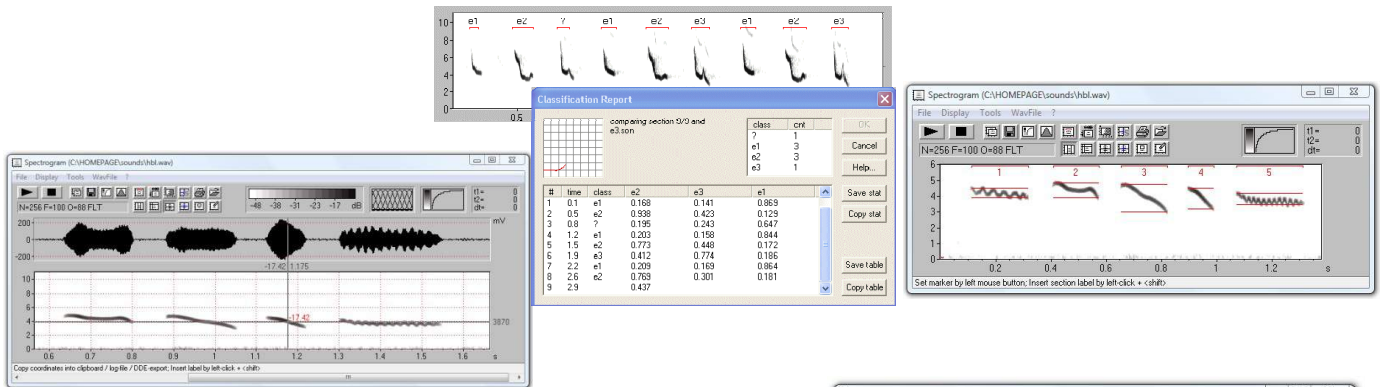 10 e1 e2 ? e1 e2 e3 e1 e2 e3
8
6
4
2
0
0.5
Classification Report
comparing section 9/9 and
e3.son
class cnt
? 1
e1 3
e2 3
e3 1
OK
Cancel
Help...
Save stat
Copy stat
Save table
Copy table
# time class e2 e3 e1
1 0.1 e1 0.168 0.141 0.869
2 0.5 e2 0.938 0.423 0.129
3 0.8 ? 0.195 0.243 0.647
4 1.2 e1 0.203 0.158 0.844
5 1.5 e2 0.773 0.448 0.172
6 1.9 e3 0.412 0.774 0.186
7 2.2 e1 0.209 0.169 0.864
8 2.6 e2 0.769 0.301 0.181
9 2.9 0.437
Spectrogram (C:\HOMEPAGE\sounds\hbl.wav)
File Display Tools WavFile ?
N=256 F=100 O=88 FLT
-48 -38 -31 -23 -17 dB
t1= 0
t2= 0
dt= 0
200
0
-200
mV
-17.42 1.175
10
8
6
4
2
0
-17.42
3870
0.6 0.7 0.8 0.9 1 1.1 1.2 1.3 1.4 1.5 1.6 s
Copy coordinates into clipboard / log-file / DDE-export; Insert label by left-click + <shift>
Spectrogram (C:\HOMEPAGE\sounds\hbl.wav)
File Display Tools WavFile ?
N=256 F=100 O=88 FLT
t1= 0
t2= 0
dt= 0
6
5
4
3
2
1
0
1 2 3 4 5
0.2 0.4 0.6 0.8 1 1.2 s
Set marker by left mouse button; Insert section label by left-click + <shift>